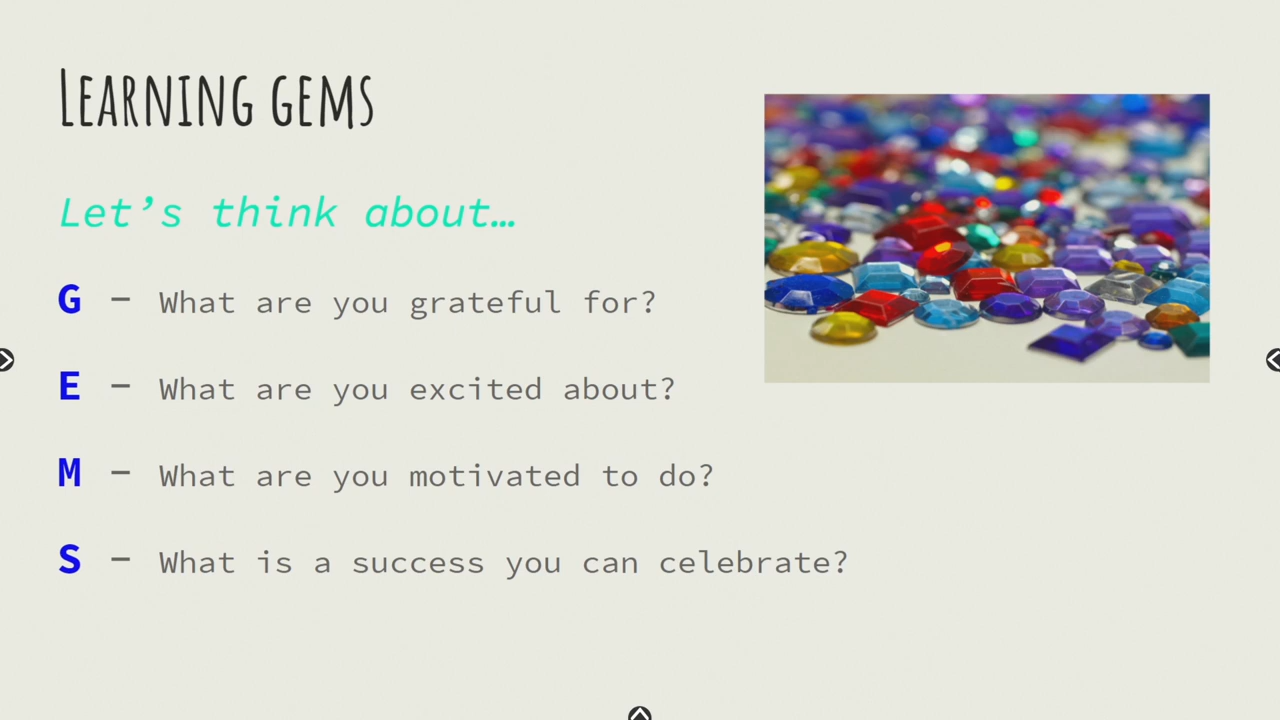 Learning gems
Let’s think about…
G – What are you grateful for?
E – What are you excited about?
M – What are you motivated to do?
S – What is a success you can celebrate?